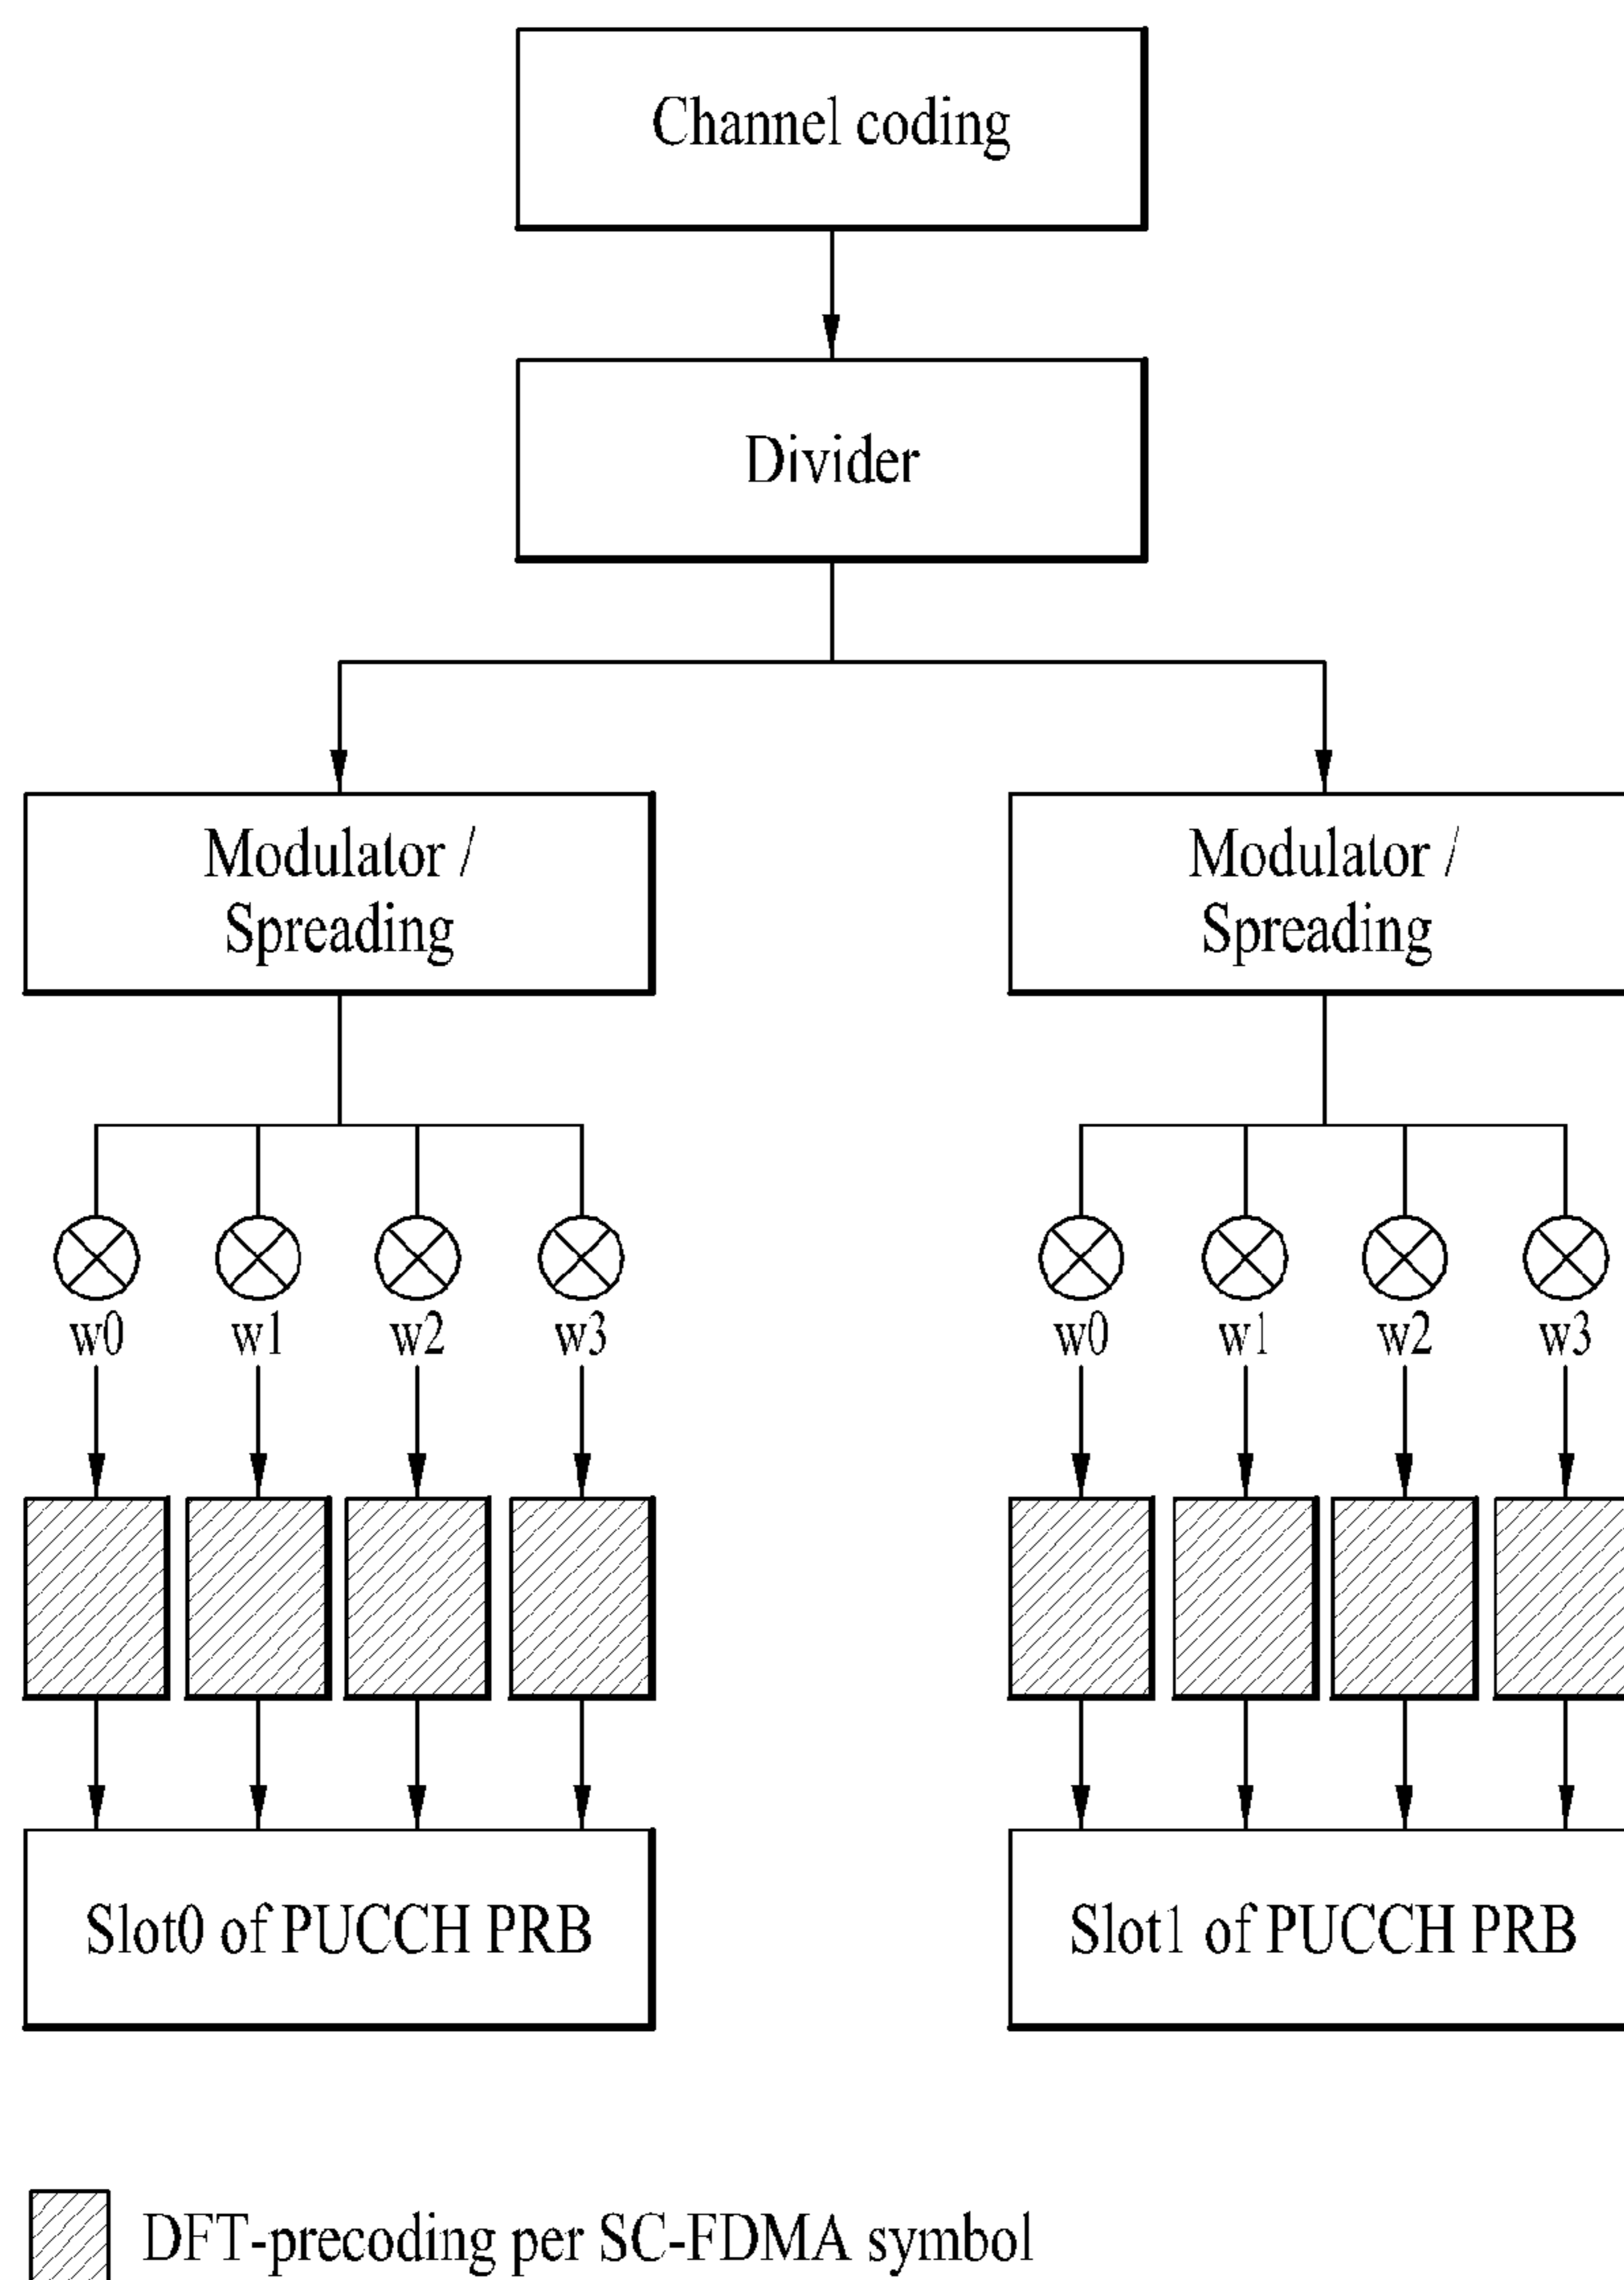 Channel coding
Divider
Modulator /
Spreading
Modulator /
Spreading
w0 w1 w2 w3
w0 w1 w2 w3
Slot0 of PUCCH PRB
Slot1 of PUCCH PRB
DFT-precoding per SC-FDMA symbol